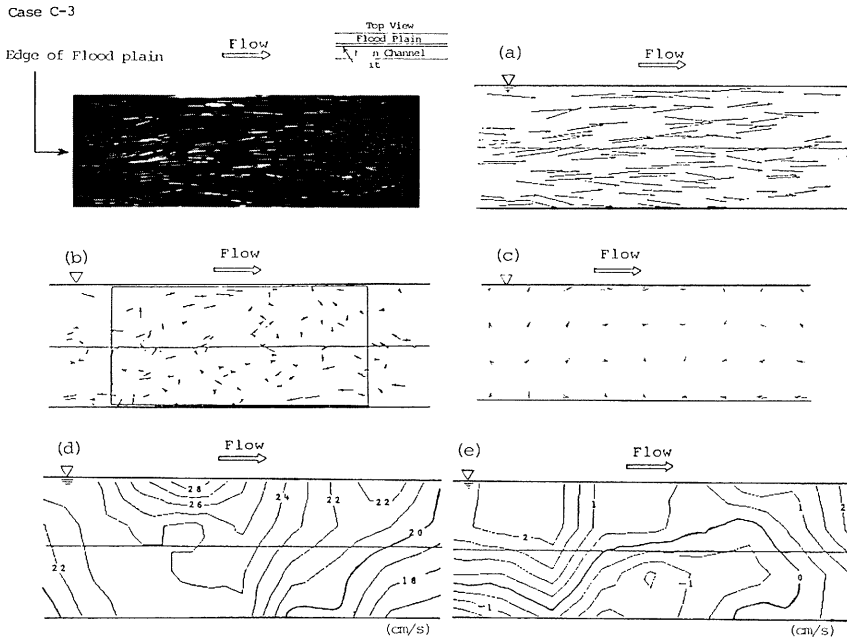 Case C-3
Top View
Flood Plain
n Channel
it
Edge of Flood plain
Flow
(a)
Flow
(b)
Flow
(c)
Flow
(d)
Flow
28
26
24
22
22
20
22
18
(cm/s)
(e)
Flow
2
1
1
2
-1
-1
0
(cm/s)